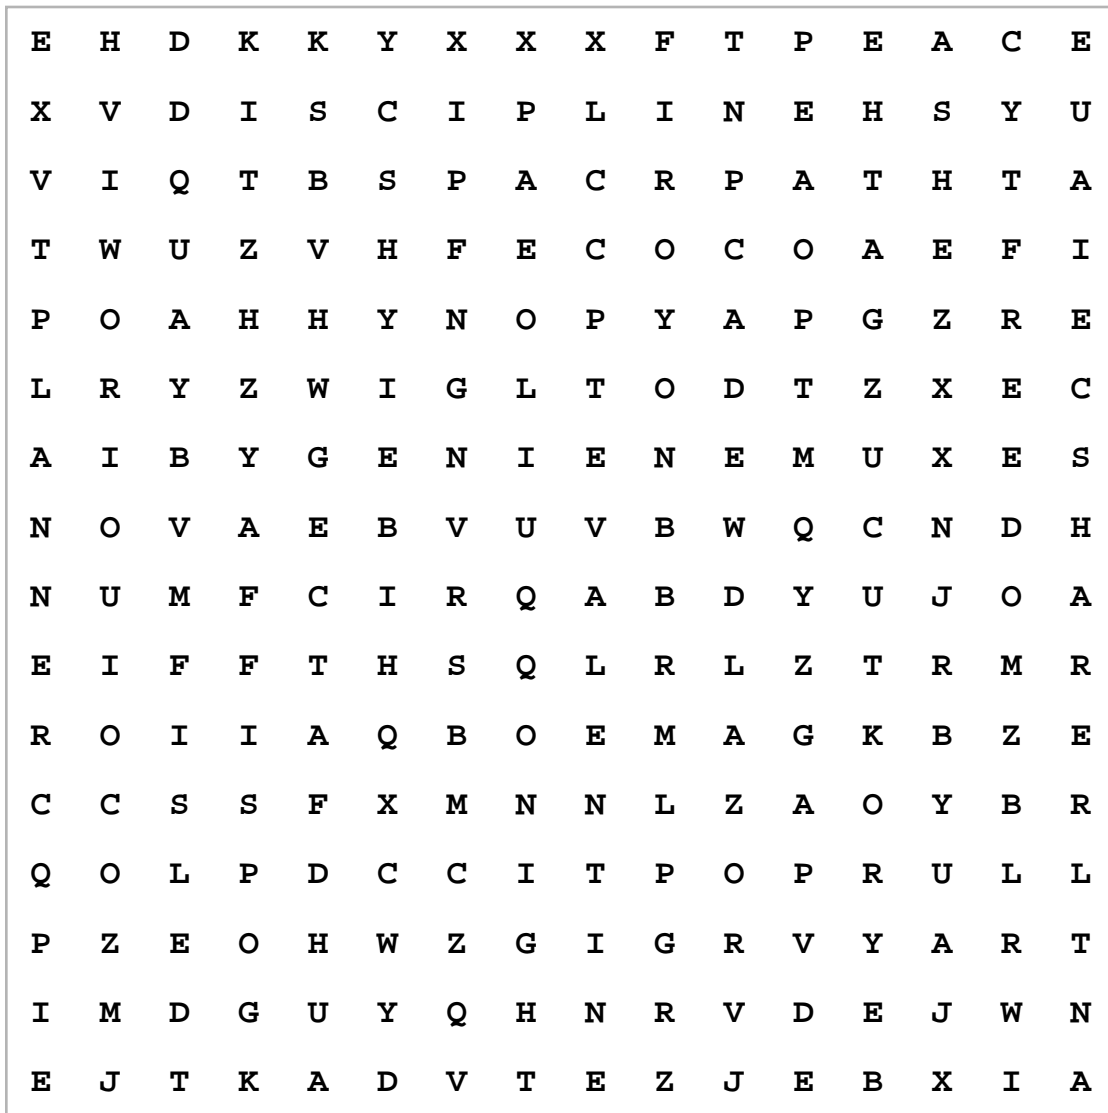 E H D K K Y X X X F T P E A C E
X V D I S C I P L I N E H S Y U
V I Q T B S P A C R P A T H T A
T W U Z V H F E C O C O A E F I
P O A H H Y N O P Y A P G Z R E
L R Y Z W I G L T O D T Z X E C
A I B Y G E N I E N E M U X E S
N O V A E B V U V B W Q C N D H
N U M F C I R Q A B D Y U J O A
E I F F T H S Q L R L Z T R M R
R O I I A Q B O E M A G K B Z E
C C S S F X M N N L Z A O Y B R
Q O L P D C C I T P O P R U L L
P Z E O H W Z G I G R V Y A R T
I M D G U Y Q H N R V D E J W N
E J T K A D V T E Z J E B X I A